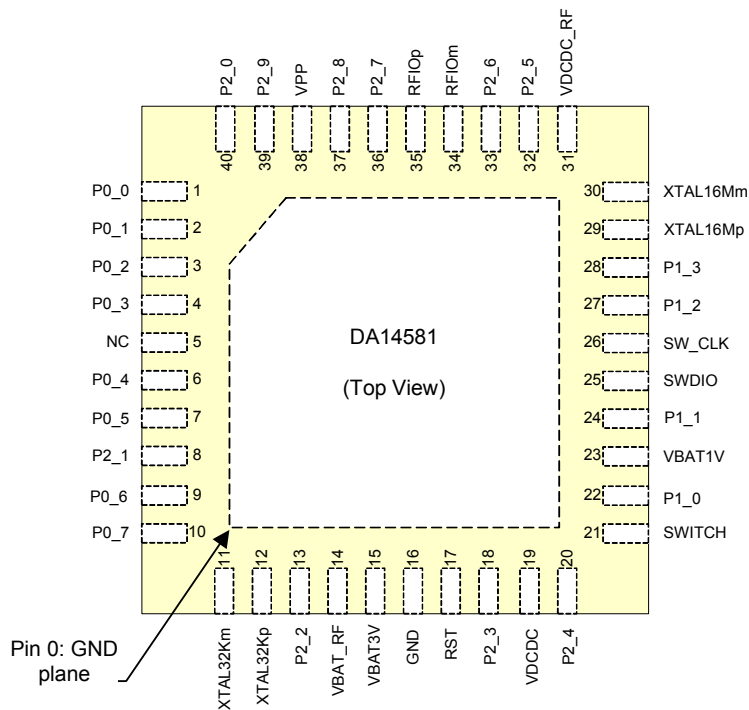 P2_0
P2_9
VPP
P2_8
P2_7
RFIOp
RFIOm
P2_6
P2_5
VDCDC_RF
40
39
38
37
36
35
34
33
32
31
P0_0 1
P0_1 2
P0_2 3
P0_3 4
NC 5
P0_4 6
P0_5 7
P2_1 8
P0_6 9
P0_7 10
DA14581
(Top View)
30 XTAL16Mm
29 XTAL16Mp
28 P1_3
27 P1_2
26 SW_CLK
25 SWDIO
24 P1_1
23 VBAT1V
22 P1_0
21 SWITCH
11
12
13
14
15
16
17
18
19
20
XTAL32Km
XTAL32Kp
P2_2
VBAT_RF
VBAT3V
GND
RST
P2_3
VDCDC
P2_4
Pin 0: GND
plane